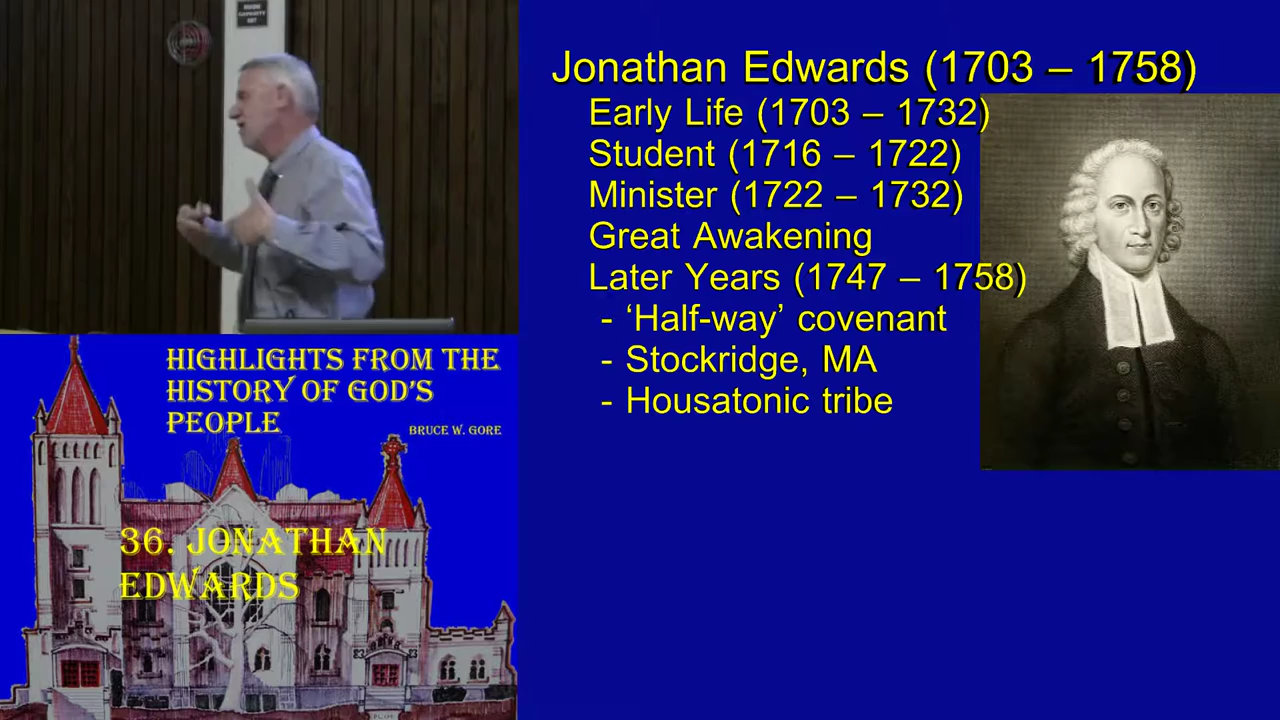 Jonathan Edwards (1703 – 1758)
Early Life (1703 – 1732)
Student (1716 – 1722)
Minister (1722 – 1732)
Great Awakening
Later Years (1747 – 1758)
- ‘Half-way’ covenant
- Stockridge, MA
- Housatonic tribe
HIGHLIGHTS FROM THE
HISTORY OF GOD'S
PEOPLE
BRUCE W. GORE
36. JONATHAN
EDWARDS